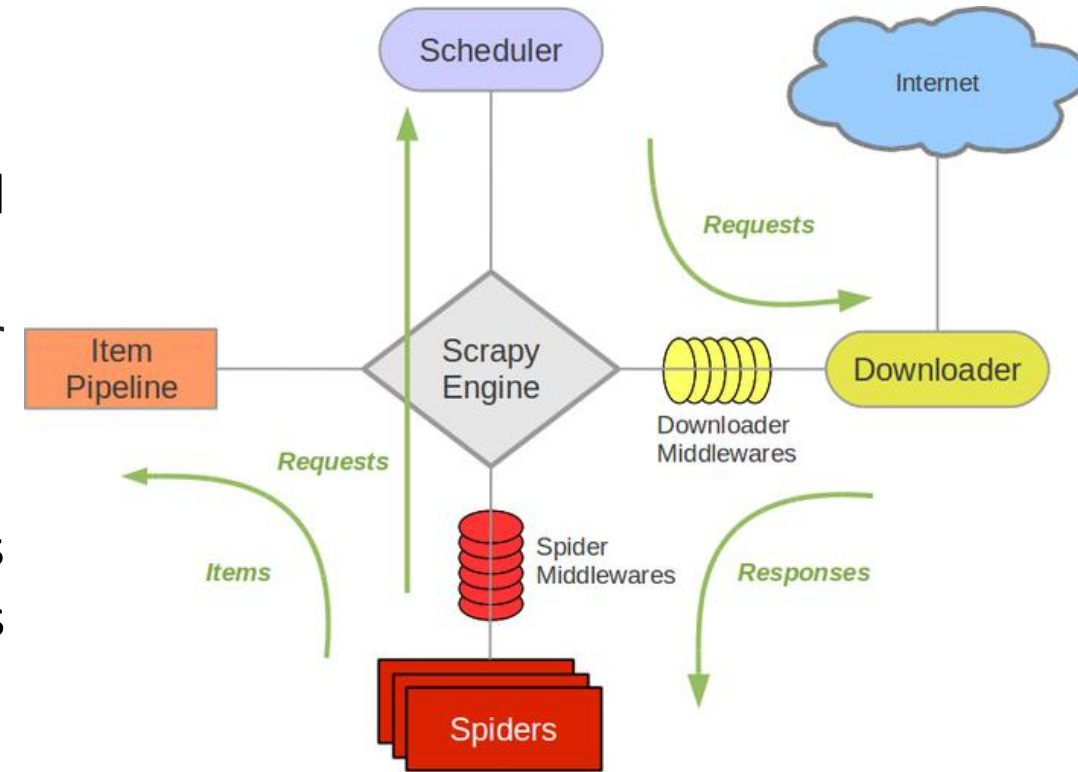 Scheduler
Internet
Requests
Item
Pipeline
Scrapy
Engine
Downloader
Downloader
Middlewares
Requests
Items
Spider
Middlewares
Responses
Spiders